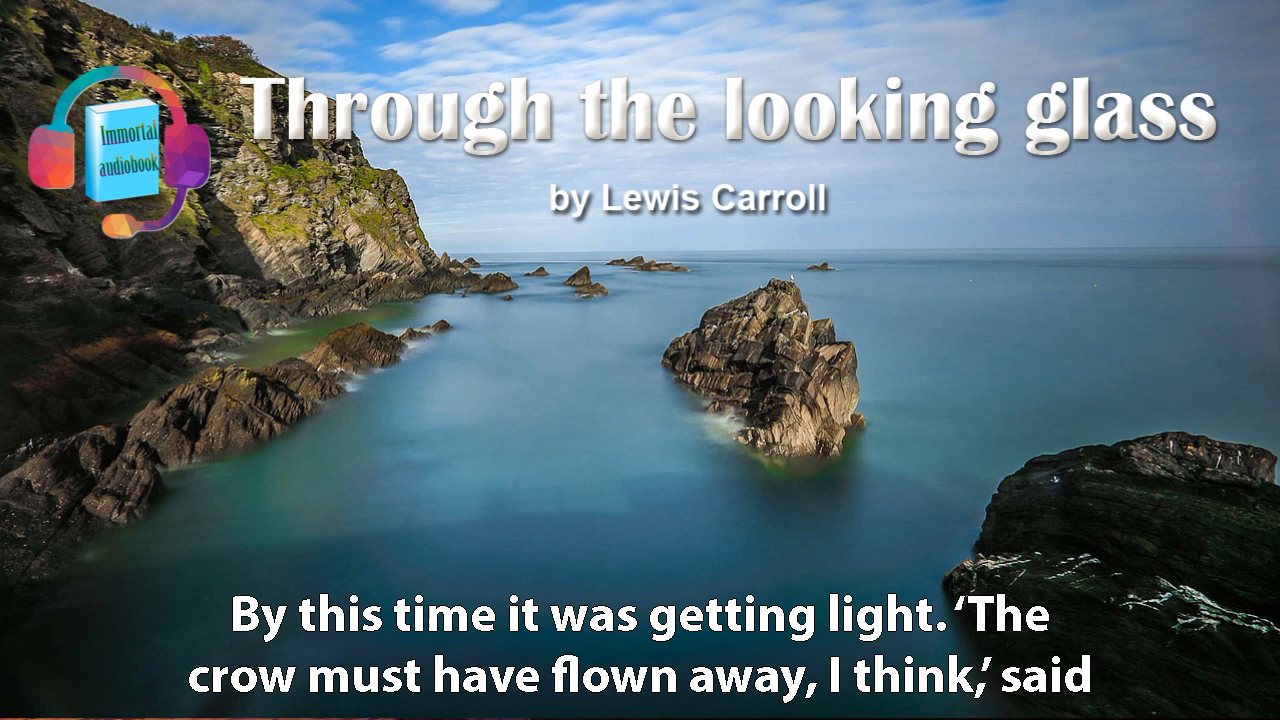 Through the looking glass
by Lewis Carroll
Immortal
audiobook
By this time it was getting light. ‘The
crow must have flown away, I think,’ said